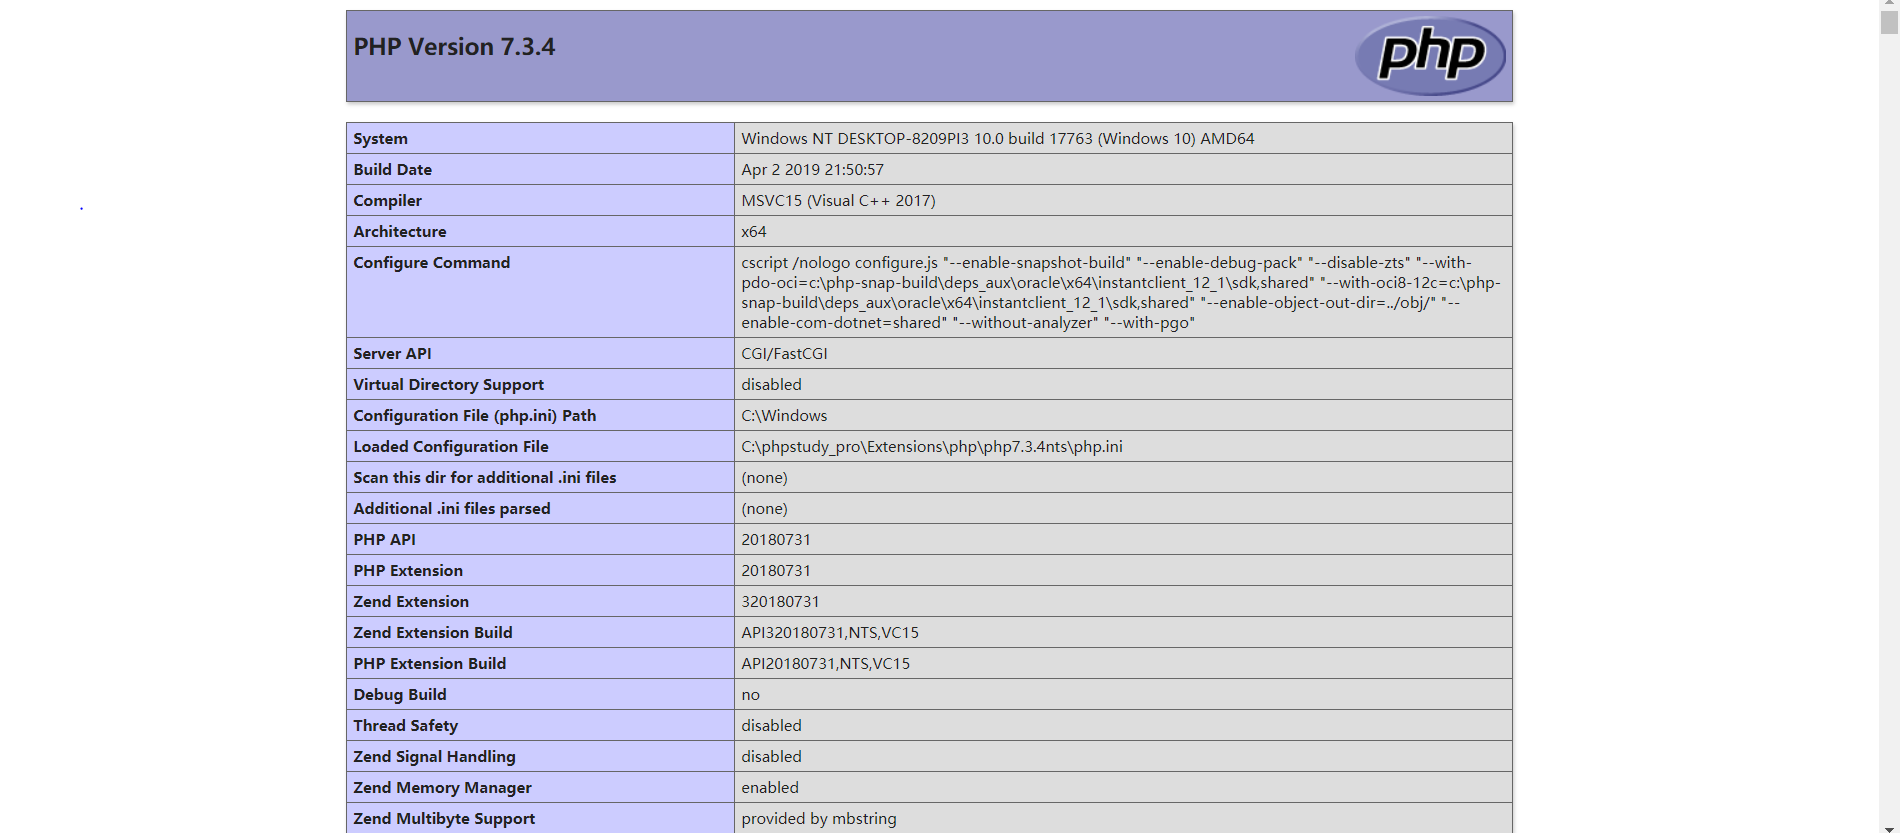 PHP Version 7.3.4
php
System Windows NT DESKTOP-8209PI3 10.0 build 17763 (Windows 10) AMD64
Build Date Apr 2 2019 21:50:57
Compiler MSVC15 (Visual C++ 2017)
Architecture x64
Configure Command cscript /nologo configure.js "--enable-snapshot-build" "--enable-debug-pack" "--disable-zts" "--with-
pdo-oci=c:\php-snap-build\deps_aux\oracle\x64\instantclient_12_1\sdk,shared" "--with-oci8-12c=c:\php-
snap-build\deps_aux\oracle\x64\instantclient_12_1\sdk,shared" "--enable-object-out-dir=../obj/" "--
enable-com-dotnet=shared" "--without-analyzer" "--with-pgo"
Server API CGI/FastCGI
Virtual Directory Support disabled
Configuration File (php.ini) Path C:\Windows
Loaded Configuration File C:\phpstudy_pro\Extensions\php\php7.3.4nts\php.ini
Scan this dir for additional .ini files (none)
Additional .ini files parsed (none)
PHP API 20180731
PHP Extension 20180731
Zend Extension 320180731
Zend Extension Build API320180731,NTS,VC15
PHP Extension Build API20180731,NTS,VC15
Debug Build no
Thread Safety disabled
Zend Signal Handling disabled
Zend Memory Manager enabled
Zend Multibyte Support provided by mbstring